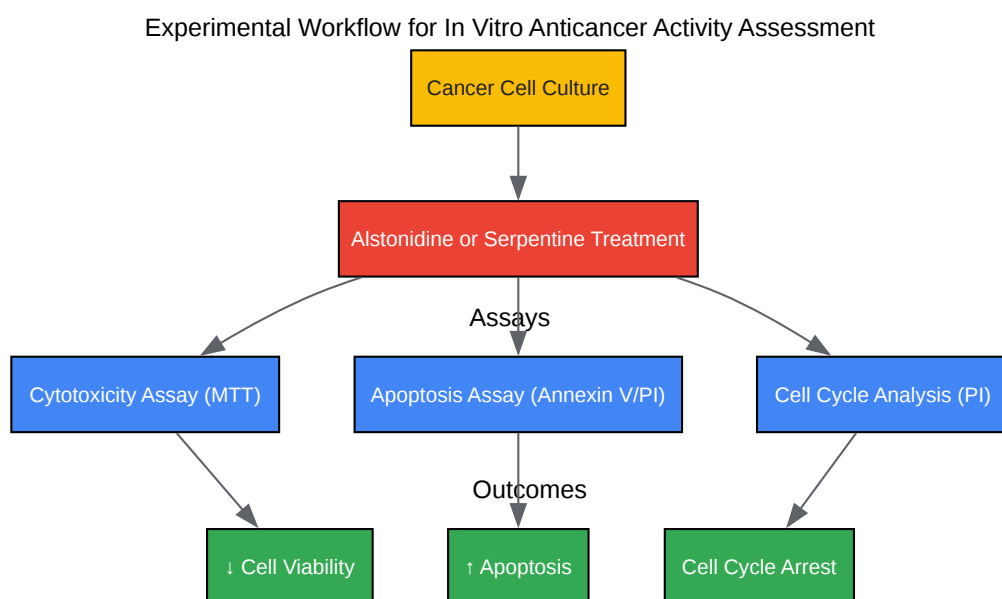 Experimental Workflow for In Vitro Anticancer Activity Assessment
Cancer Cell Culture
Alstonidine or Serpentine Treatment
Assays
Cytotoxicity Assay (MTT)
Apoptosis Assay (Annexin V/PI)
Cell Cycle Analysis (PI)
Outcomes
↓ Cell Viability
↑ Apoptosis
Cell Cycle Arrest